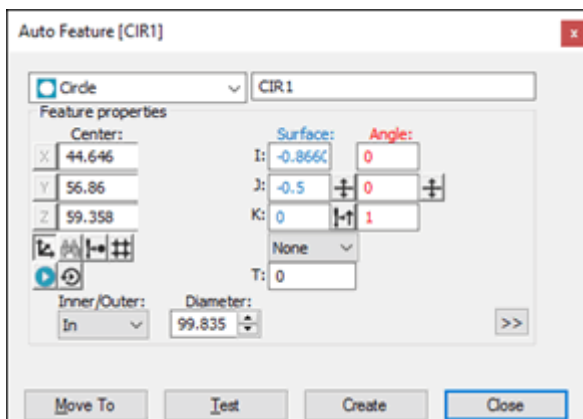 Auto Feature [CIR1]
x
Circle CIR1
Feature properties
Center: Surface: Angle:
X 44.646 I: -0.866 0
Y 56.86 J: -0.5 0
Z 59.358 K: 0 1
None
T: 0
Inner/Outer: Diameter:
In 99.835 >>
Move To Test Create Close